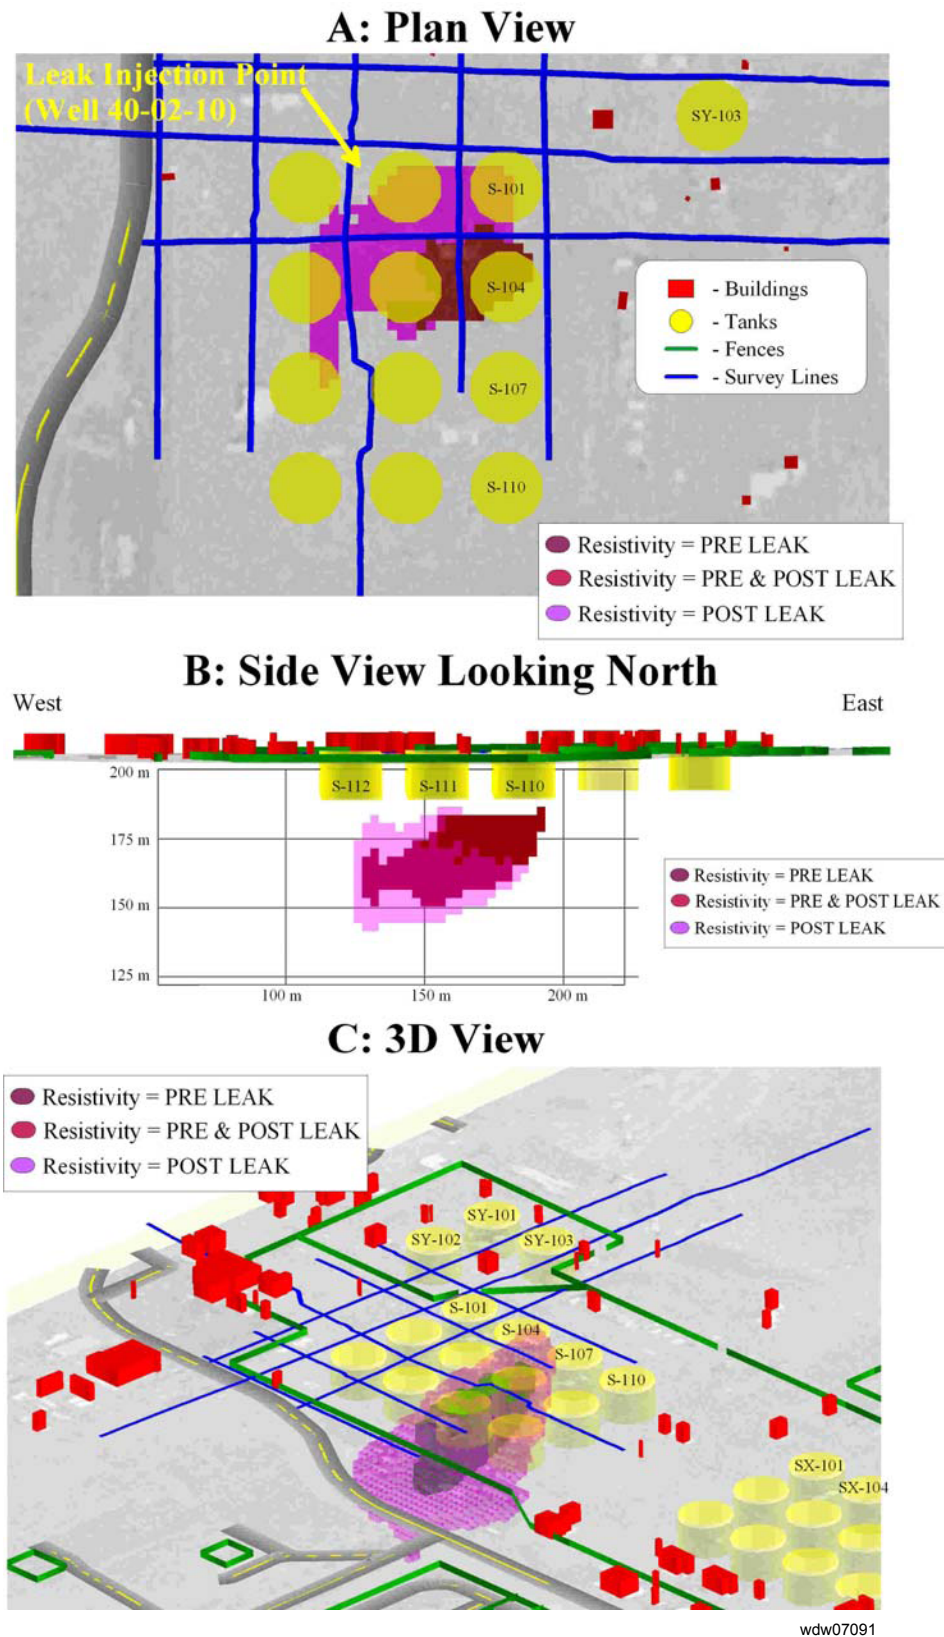 A: Plan View
Leak Injection Point
(Well 40-02-10)
SY-103
S-101
S-104
S-107
S-110
- Buildings
- Tanks
- Fences
- Survey Lines
Resistivity = PRE LEAK
Resistivity = PRE & POST LEAK
Resistivity = POST LEAK
B: Side View Looking North
West
East
200 m
S-112
S-111
S-110
175 m
150 m
125 m
100 m
150 m
200 m
Resistivity = PRE LEAK
Resistivity = PRE & POST LEAK
Resistivity = POST LEAK
C: 3D View
Resistivity = PRE LEAK
Resistivity = PRE & POST LEAK
Resistivity = POST LEAK
SY-101
SY-102
SY-103
S-101
S-104
S-107
S-110
SX-101
SX-104
wdw07091